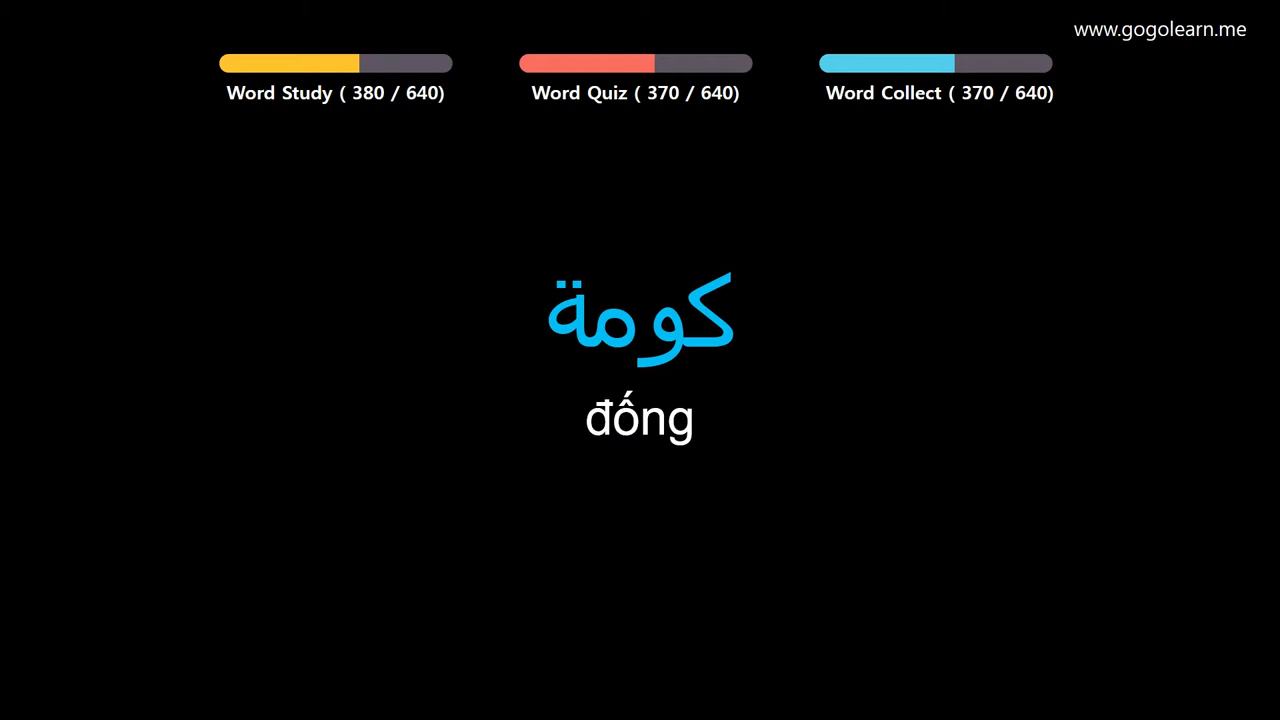 www.gogolearn.me
Word Study ( 380 / 640)
Word Quiz ( 370 / 640)
Word Collect ( 370 / 640)
كومة
đống